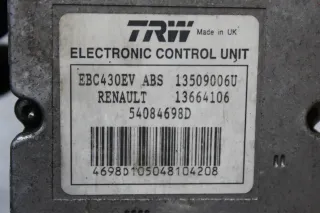 TRW Made in UK
ELECTRONIC CONTROL UNIT
EBC430EV ABS 13509006U
RENAULT 13664106
54084698D
4698D105048104208